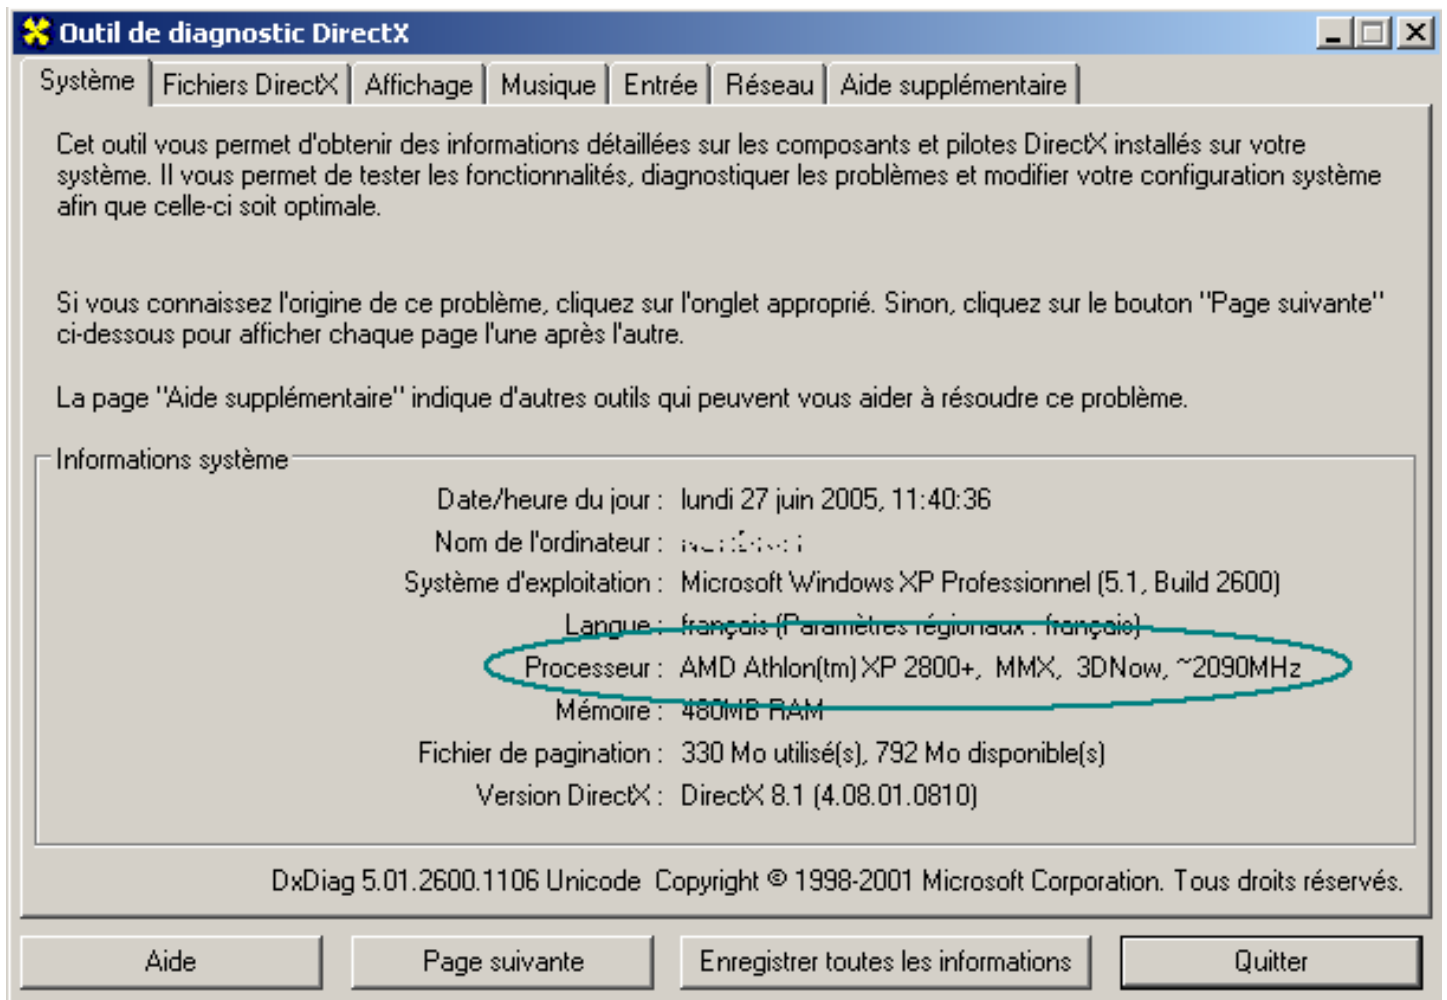 Outil de diagnostic DirectX
Système Fichiers DirectX Affichage Musique Entrée Réseau Aide supplémentaire
Cet outil vous permet d'obtenir des informations détaillées sur les composants et pilotes DirectX installés sur votre
système. Il vous permet de tester les fonctionnalités, diagnostiquer les problèmes et modifier votre configuration système
afin que celle-ci soit optimale.
Si vous connaissez l'origine de ce problème, cliquez sur l'onglet approprié. Sinon, cliquez sur le bouton "Page suivante"
ci-dessous pour afficher chaque page l'une après l'autre.
La page "Aide supplémentaire" indique d'autres outils qui peuvent vous aider à résoudre ce problème.
Informations système
Date/heure du jour : lundi 27 juin 2005, 11:40:36
Nom de l'ordinateur :
Système d'exploitation : Microsoft Windows XP Professionnel (5.1, Build 2600)
Langue : français (Paramètres régionaux : français)
Processeur : AMD Athlon(tm) XP 2800+, MMX, 3DNow, ~2090MHz
Mémoire : 480MB RAM
Fichier de pagination : 330 Mo utilisé(s), 792 Mo disponible(s)
Version DirectX : DirectX 8.1 (4.08.01.0810)
DxDiag 5.01.2600.1106 Unicode Copyright © 1998-2001 Microsoft Corporation. Tous droits réservés.
Aide Page suivante Enregistrer toutes les informations Quitter